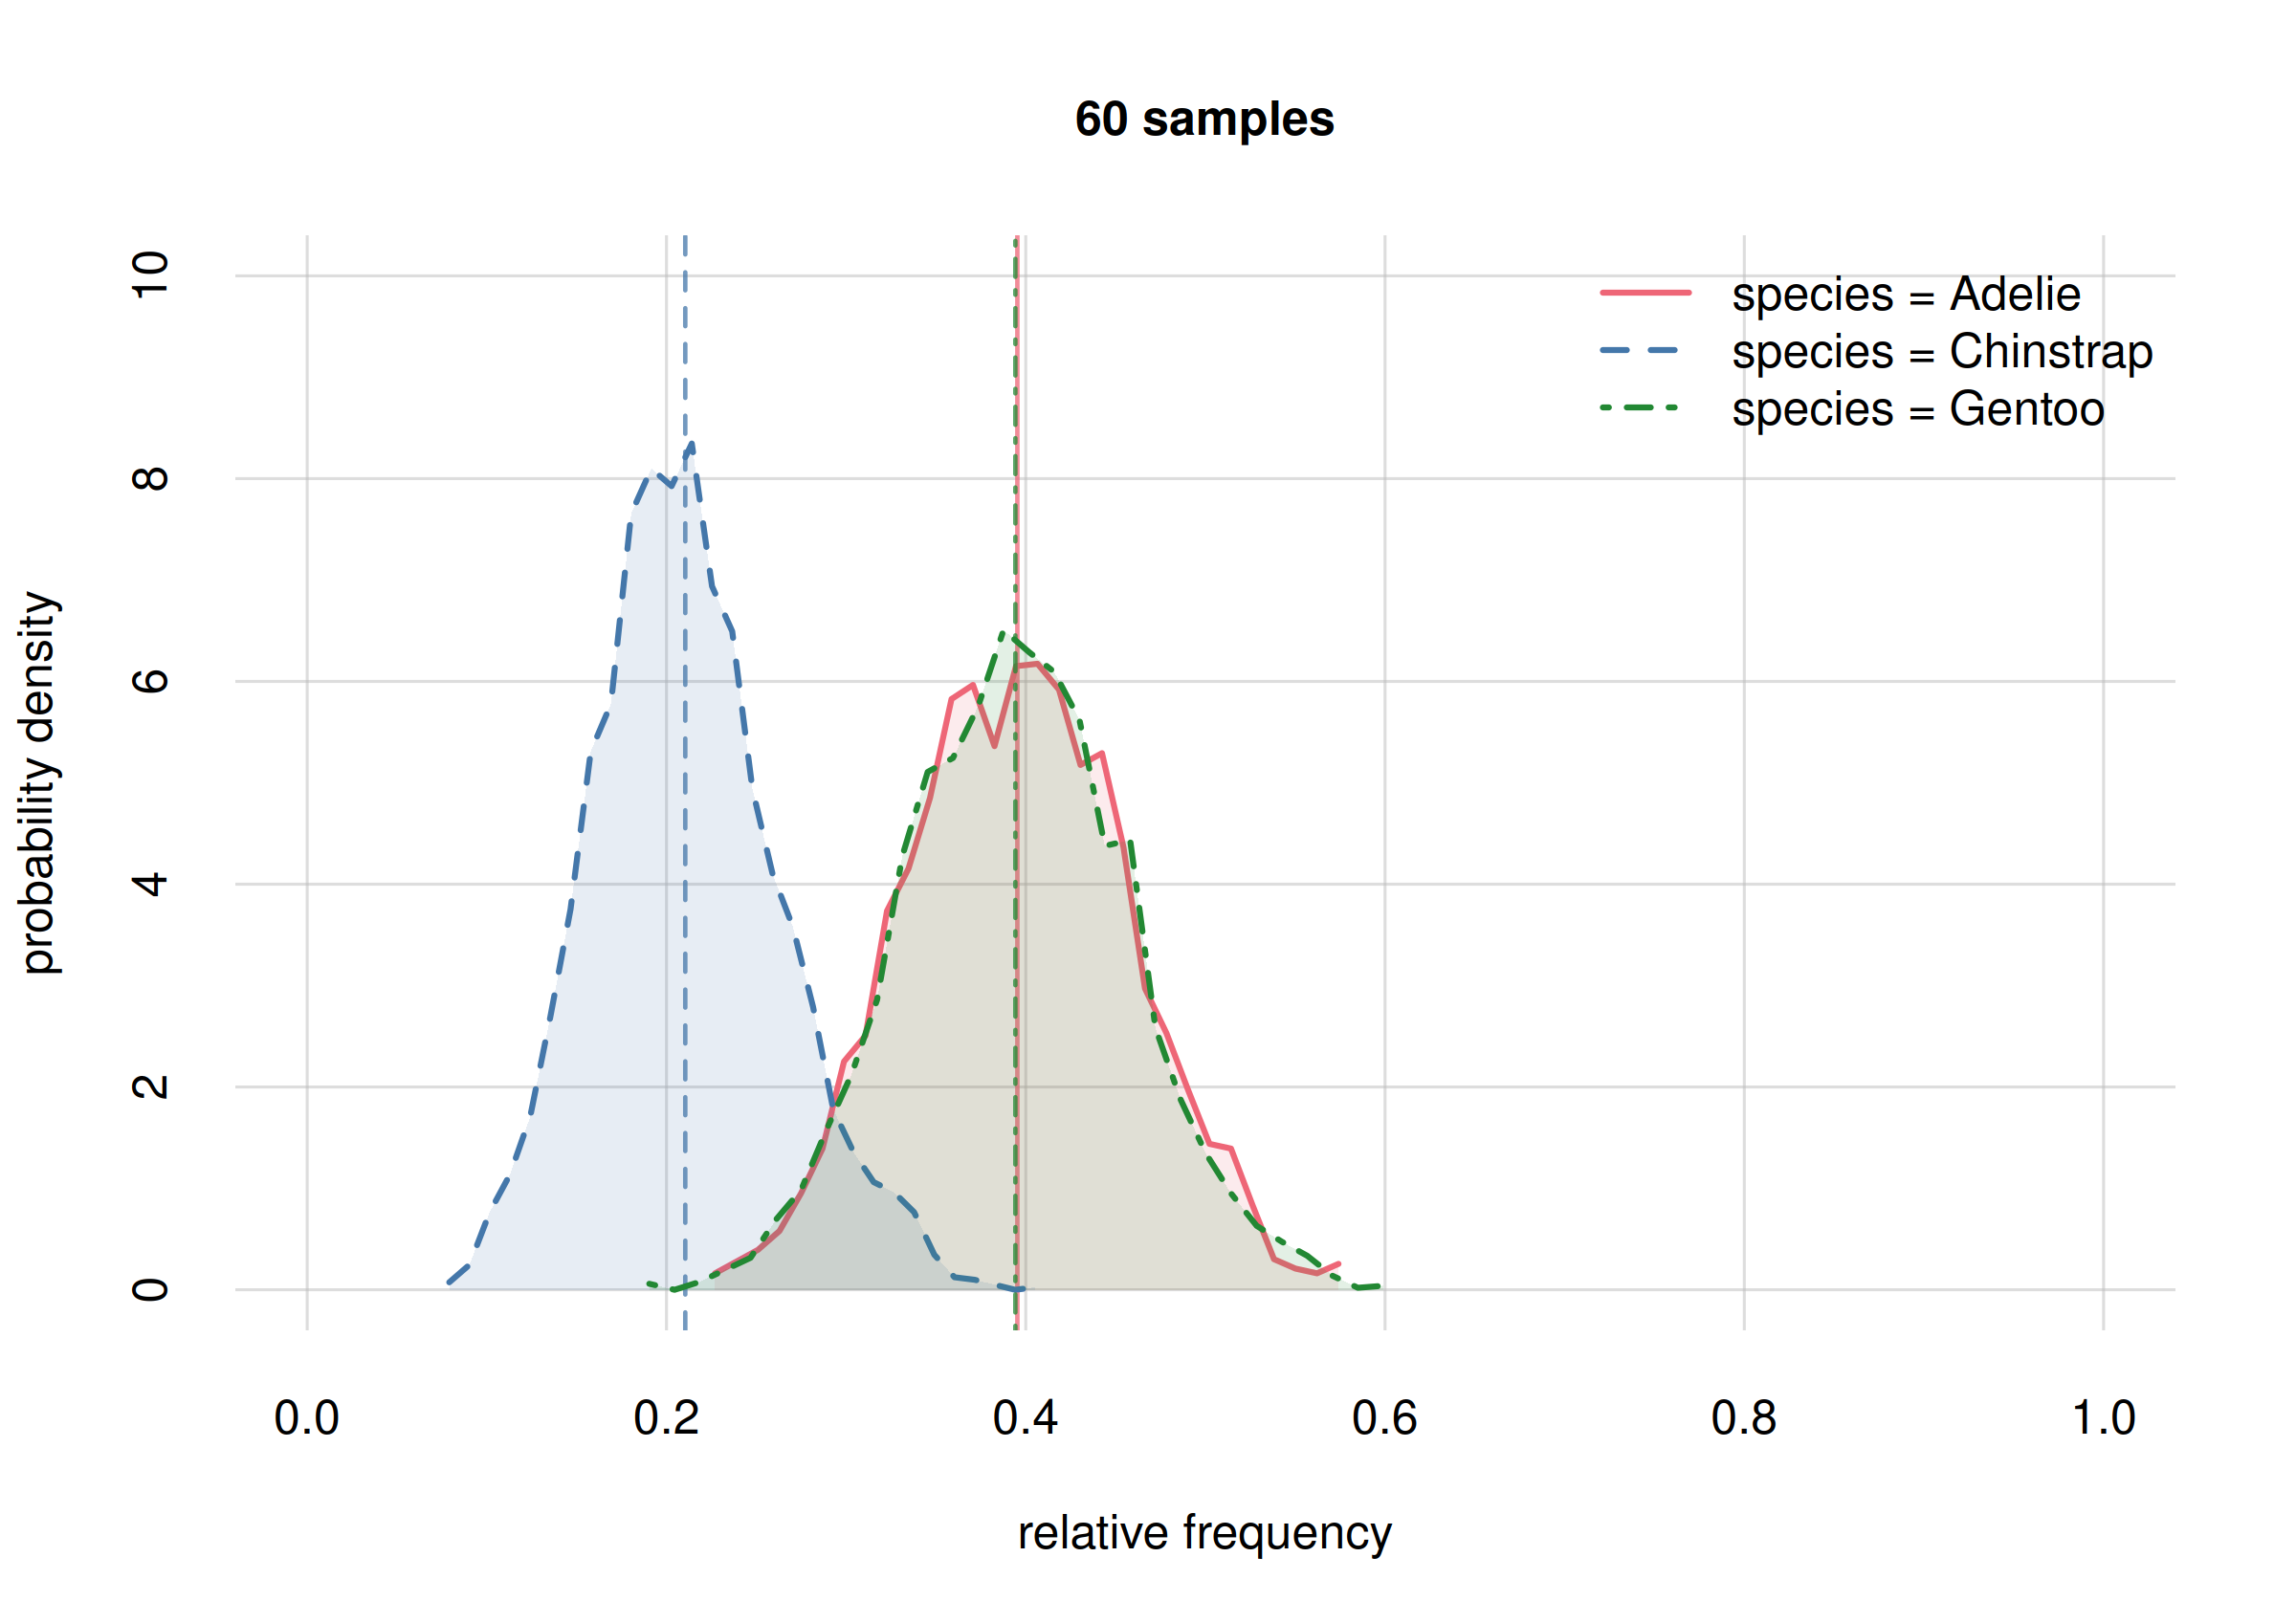 60 samples
species = Adelie
species = Chinstrap
species = Gentoo
probability density
10
8
6
4
2
0
0.0 0.2 0.4 0.6 0.8 1.0
relative frequency